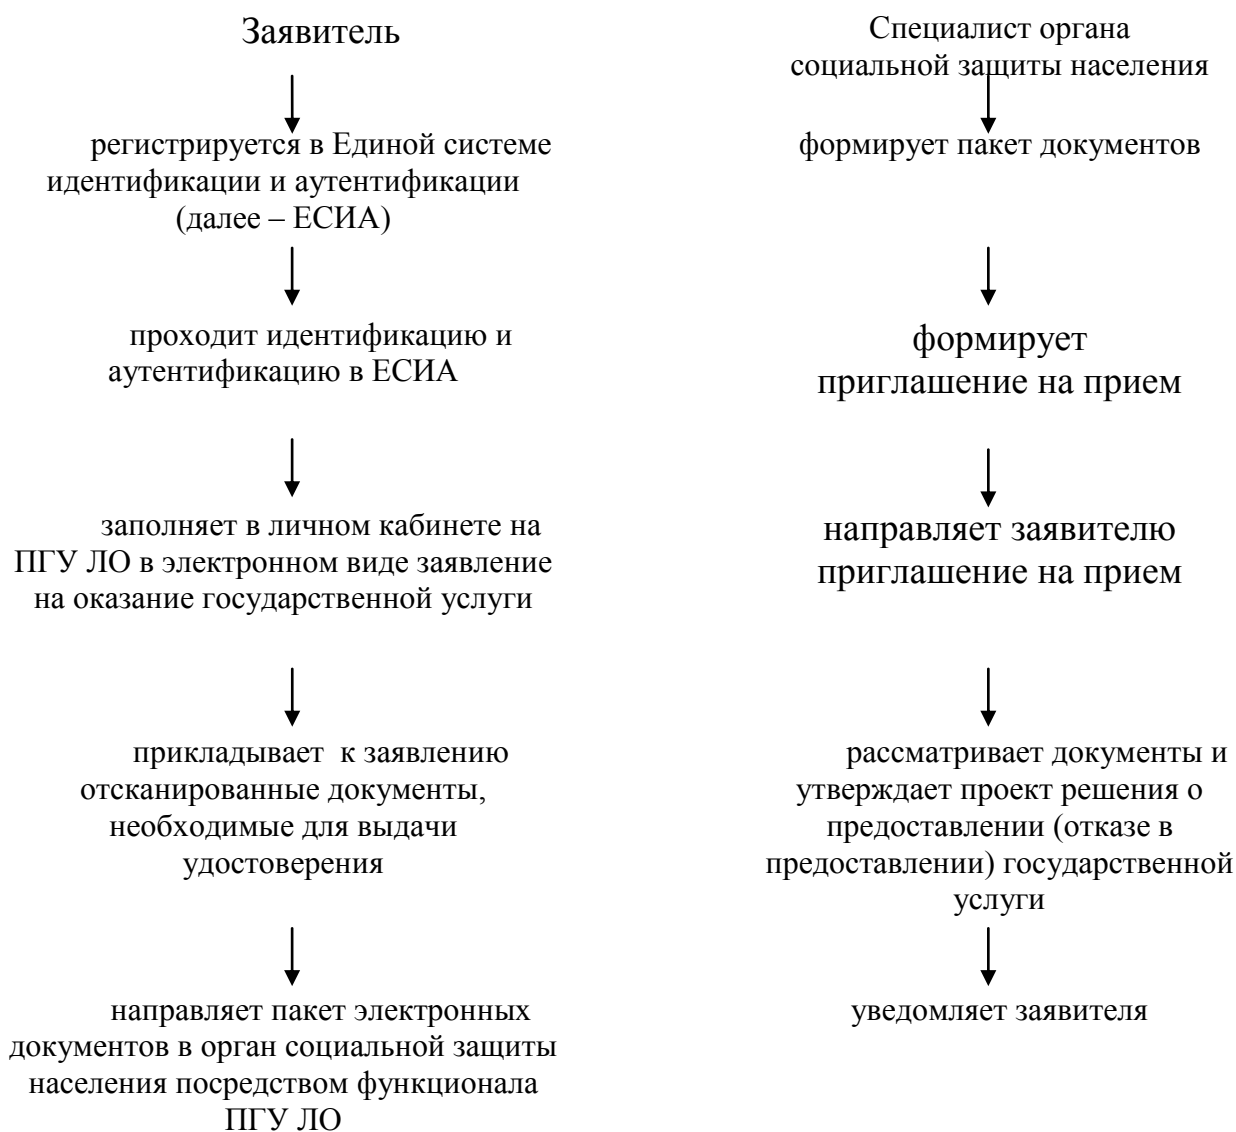 Заявитель
регистрируется в Единой системе
идентификации и аутентификации
(далее – ЕСИА)
проходит идентификацию и
аутентификацию в ЕСИА
заполняет в личном кабинете на
ПГУ ЛО в электронном виде заявление
на оказание государственной услуги
прикладывает к заявлению
отсканированные документы,
необходимые для выдачи
удостоверения
направляет пакет электронных
документов в орган социальной защиты
населения посредством функционала
ПГУ ЛО
Специалист органа
социальной защиты населения
формирует пакет документов
формирует
приглашение на прием
направляет заявителю
приглашение на прием
рассматривает документы и
утверждает проект решения о
предоставлении (отказе в
предоставлении) государственной
услуги
уведомляет заявителя